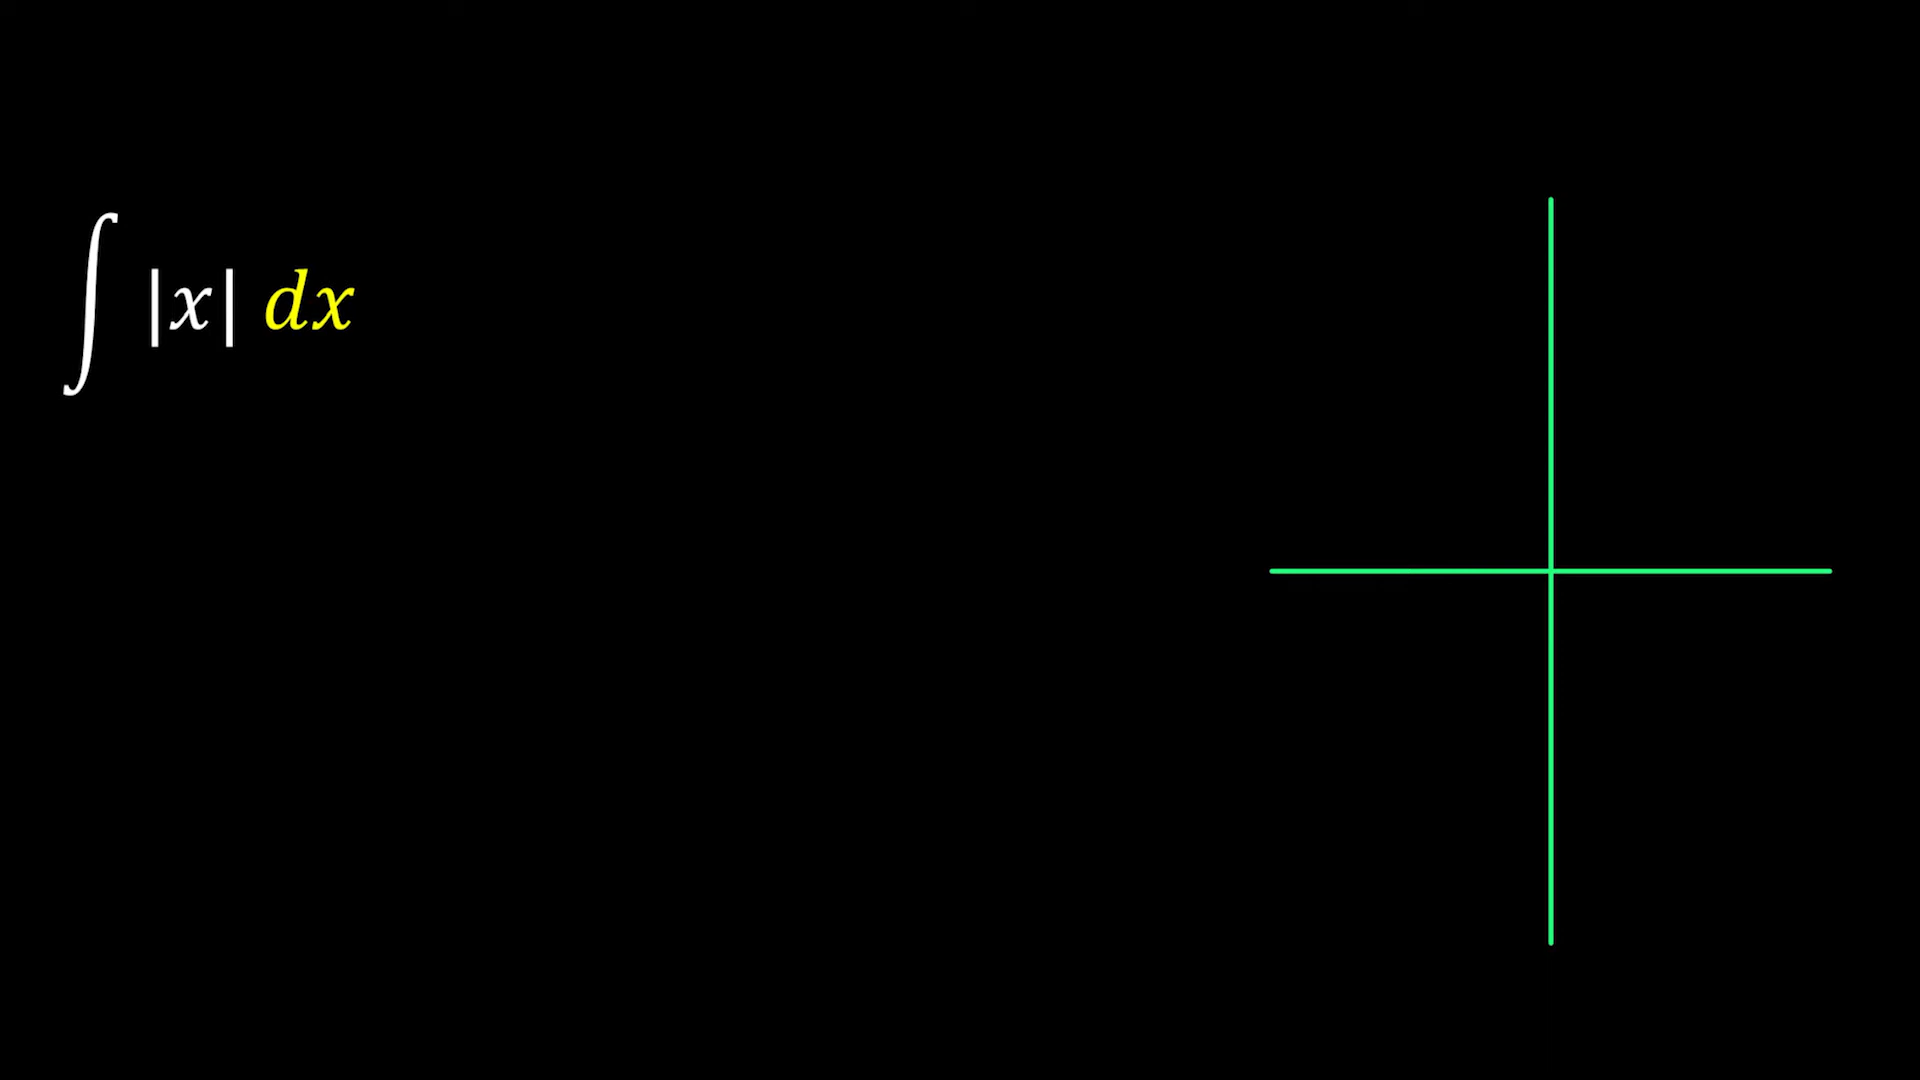 ∫ |x| dx